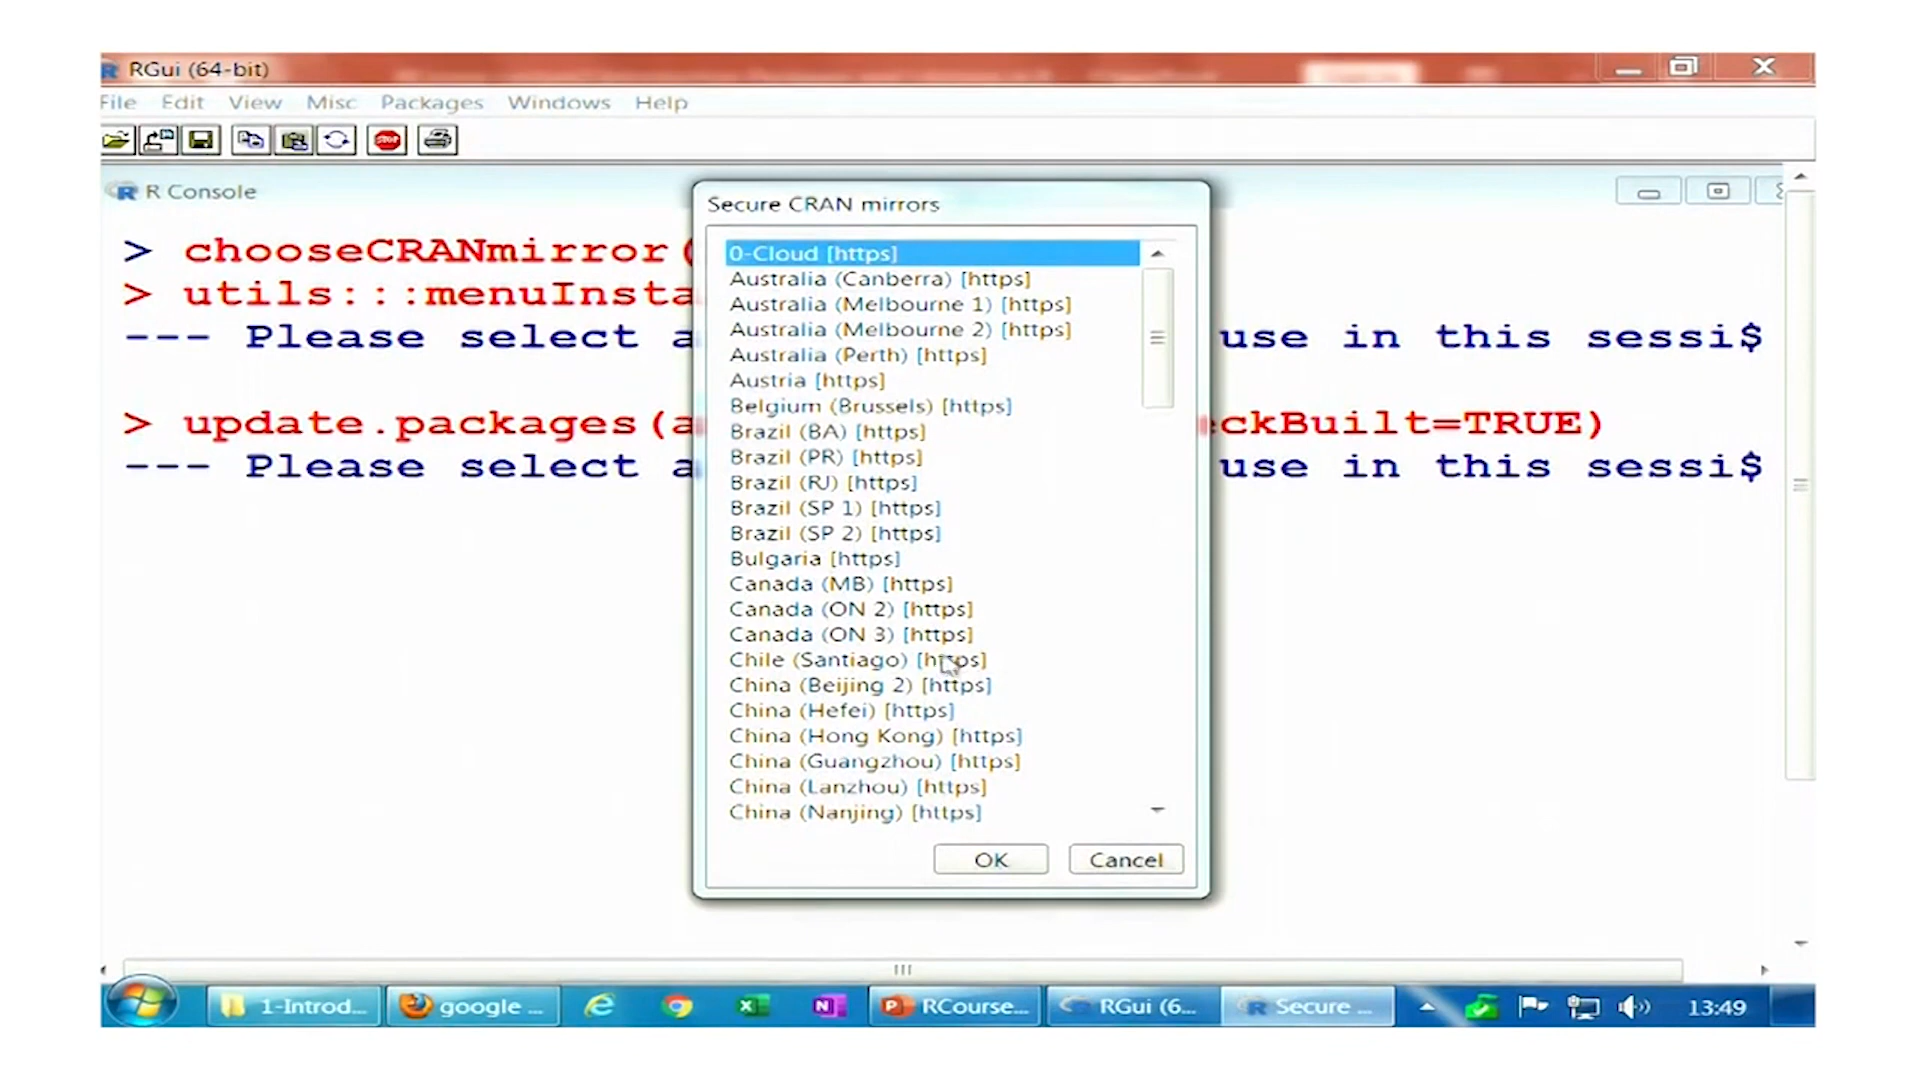 RGui (64-bit)
File Edit View Misc Packages Windows Help
R Console
> chooseCRANmirror(
> utils:::menuInsta
--- Please select a use in this sessi$
> update.packages(a ckBuilt=TRUE)
--- Please select a use in this sessi$
Secure CRAN mirrors
0-Cloud [https]
Australia (Canberra) [https]
Australia (Melbourne 1) [https]
Australia (Melbourne 2) [https]
Australia (Perth) [https]
Austria [https]
Belgium (Brussels) [https]
Brazil (BA) [https]
Brazil (PR) [https]
Brazil (RJ) [https]
Brazil (SP 1) [https]
Brazil (SP 2) [https]
Bulgaria [https]
Canada (MB) [https]
Canada (ON 2) [https]
Canada (ON 3) [https]
Chile (Santiago) [https]
China (Beijing 2) [https]
China (Hefei) [https]
China (Hong Kong) [https]
China (Guangzhou) [https]
China (Lanzhou) [https]
China (Nanjing) [https]
OK Cancel
1-Introd... google ... RCourse... RGui (6... Secure ... 13:49